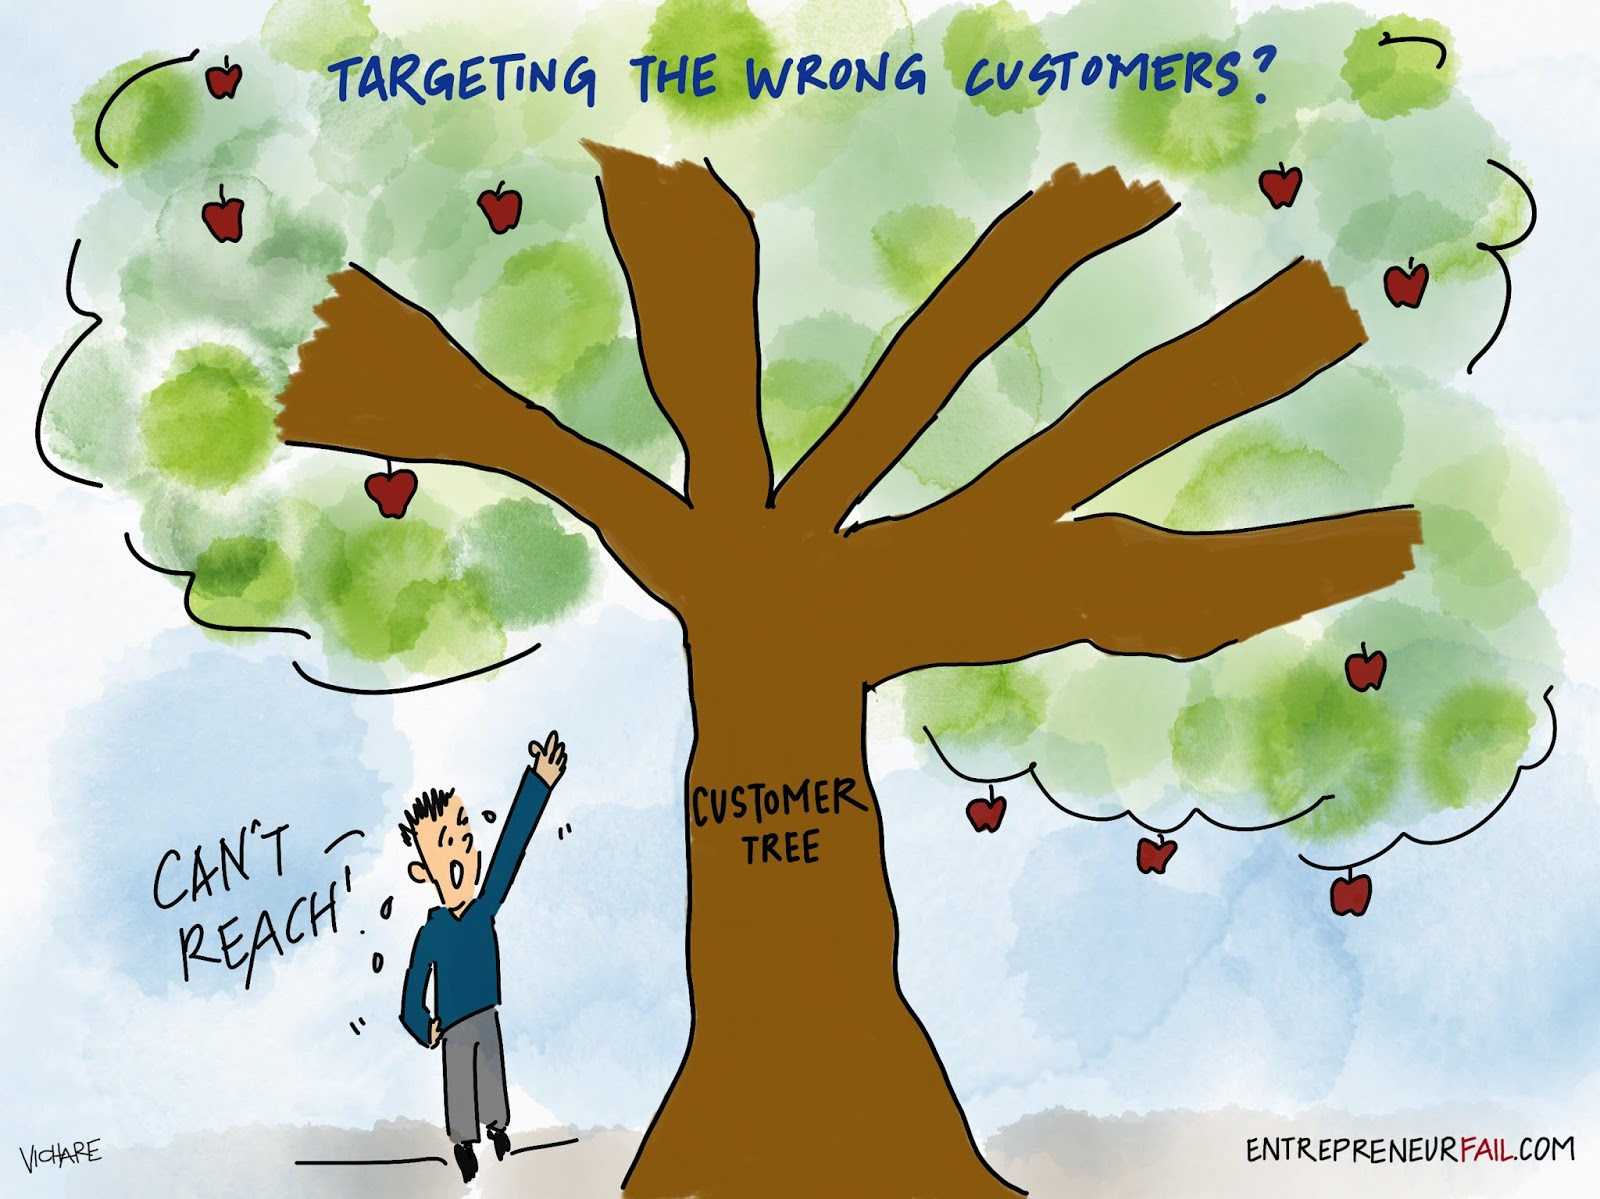 TARGETING THE WRONG CUSTOMERS?
CUSTOMER
TREE
CAN'T
REACH!
VICHARE
ENTREPRENEURFAIL.COM